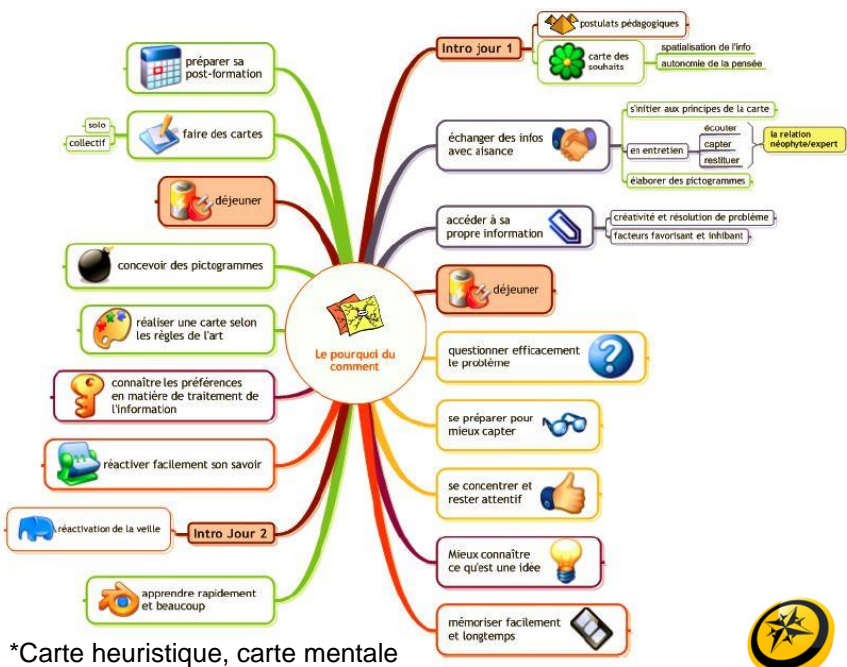 Le pourquoi du
comment
Intro jour 1
postulats pédagogiques
carte des
souhaits
spatialisation de l'info
autonomie de la pensée
échanger des infos
avec aisance
s'initier aux principes de la carte
en entretien
écouter
capter
restituer
la relation
néophyte/expert
élaborer des pictogrammes
accéder à sa
propre information
créativité et résolution de problème
facteurs favorisant et inhibant
déjeuner
questionner efficacement
le problème
se préparer pour
mieux capter
se concentrer et
rester attentif
Mieux connaître
ce qu'est une idée
mémoriser facilement
et longtemps
apprendre rapidement
et beaucoup
Intro Jour 2
réactivation de la veille
réactiver facilement son savoir
connaître les préférences
en matière de traitement de
l'information
réaliser une carte selon
les règles de l'art
concevoir des pictogrammes
déjeuner
faire des cartes
solo
collectif
préparer sa
post-formation
*Carte heuristique, carte mentale